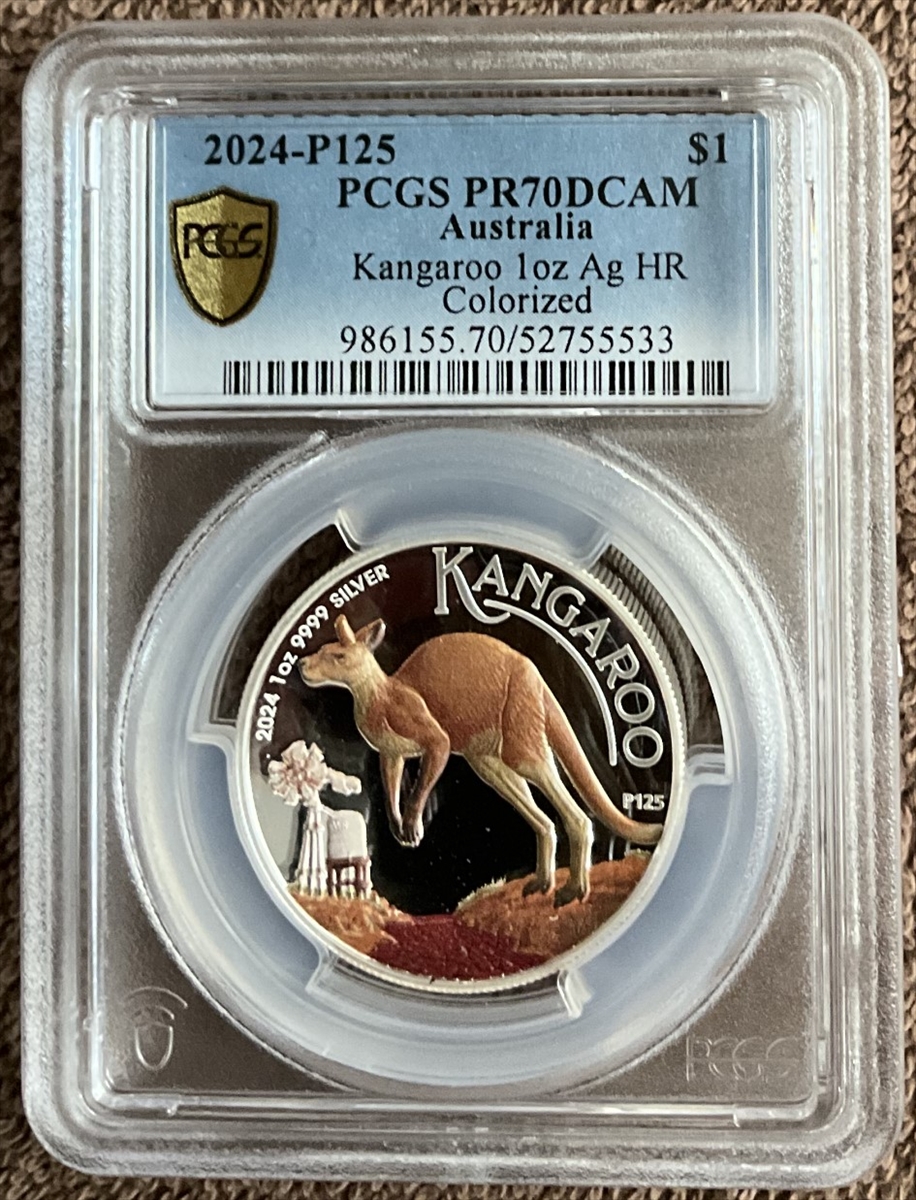 2024-P125 $1
PCGS PR70DCAM
PCGS
Australia
Kangaroo 1oz Ag HR
Colorized
986155.70/52755533
2024 1oz 9999 SILVER
KANGAROO
P125
PCGS